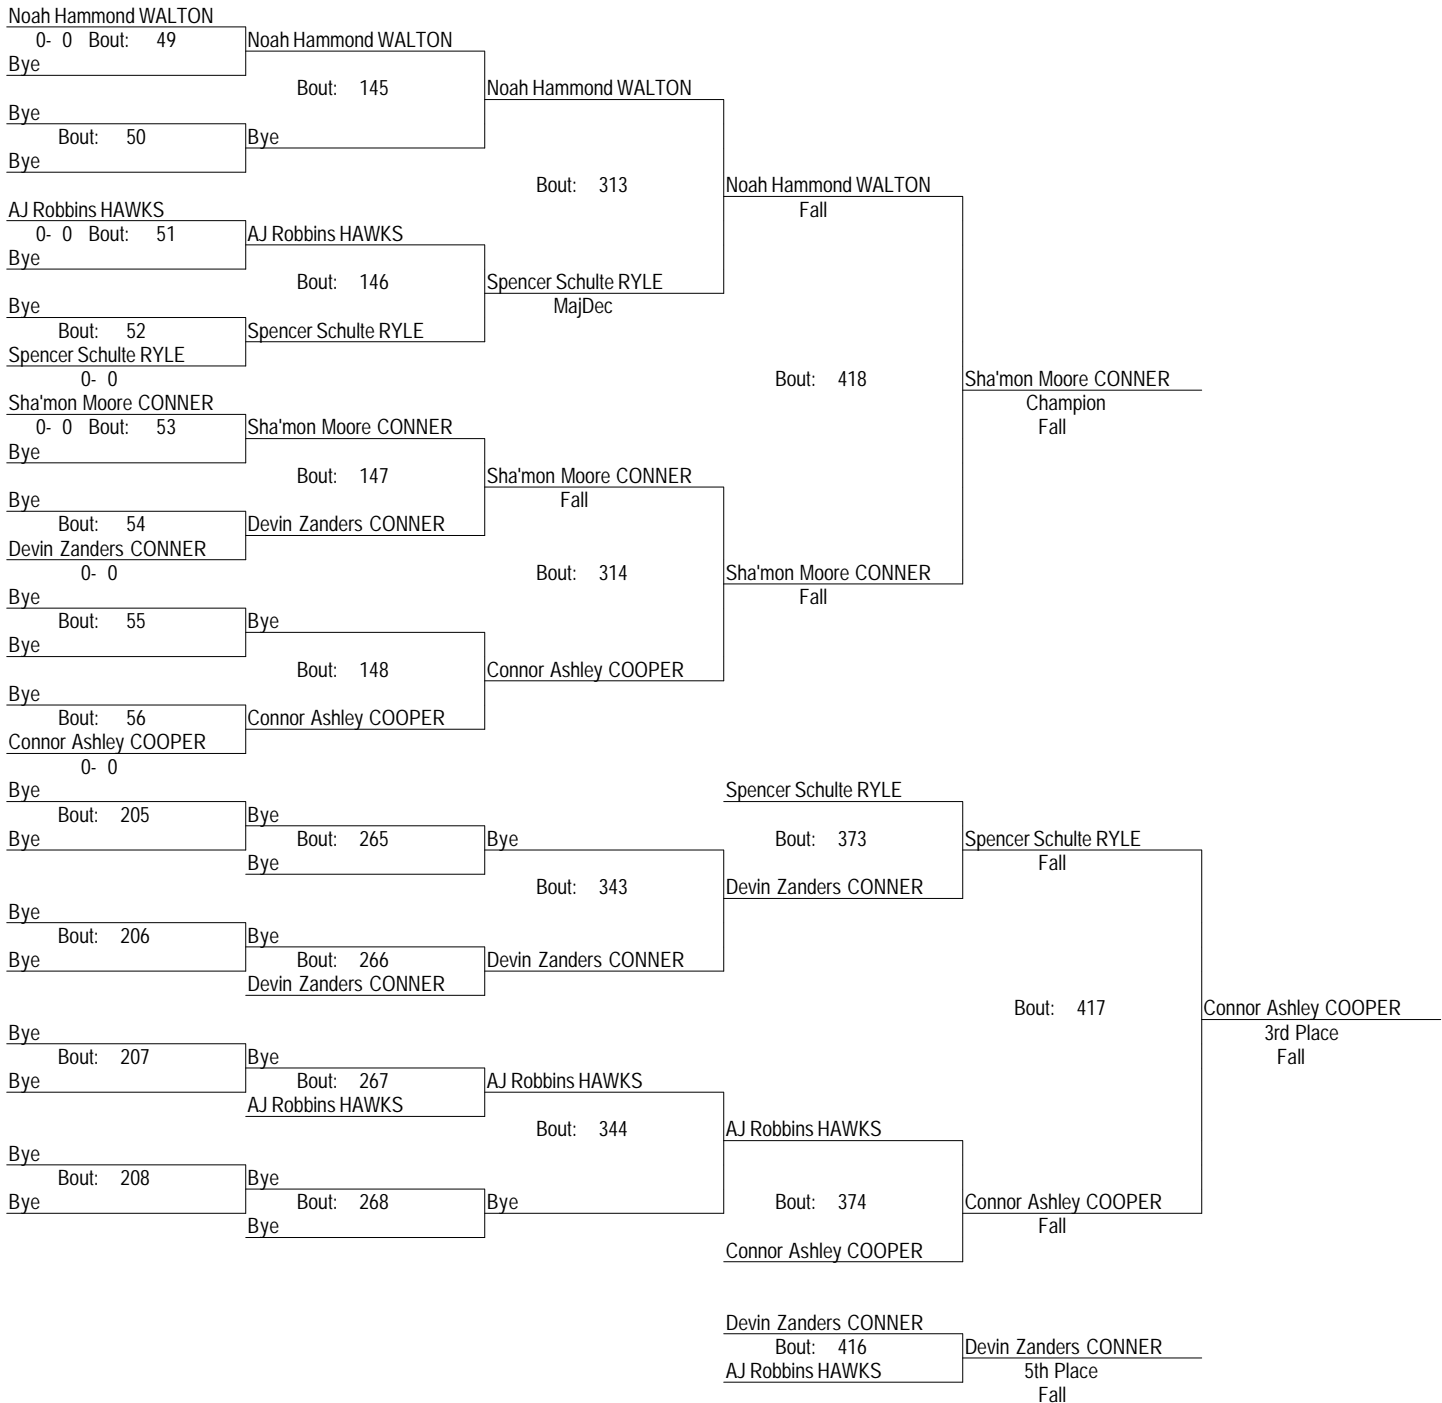 Noah Hammond WALTON
0- 0 Bout: 49 Noah Hammond WALTON
Bye
Bout: 145 Noah Hammond WALTON
Bye
Bout: 50 Bye
Bye
Bout: 313 Noah Hammond WALTON
AJ Robbins HAWKS Fall
0- 0 Bout: 51 AJ Robbins HAWKS
Bye
Bout: 146 Spencer Schulte RYLE
Bye MajDec
Bout: 52 Spencer Schulte RYLE
Spencer Schulte RYLE
0- 0 Bout: 418 Sha'mon Moore CONNER
Sha'mon Moore CONNER Champion
0- 0 Bout: 53 Sha'mon Moore CONNER Fall
Bye
Bout: 147 Sha'mon Moore CONNER
Bye Fall
Bout: 54 Devin Zanders CONNER
Devin Zanders CONNER
0- 0 Bout: 314 Sha'mon Moore CONNER
Bye Fall
Bout: 55 Bye
Bye
Bout: 148 Connor Ashley COOPER
Bye
Bout: 56 Connor Ashley COOPER
Connor Ashley COOPER
0- 0
Bye Spencer Schulte RYLE
Bout: 205 Bye
Bye Bout: 265 Bye Bout: 373 Spencer Schulte RYLE
Bye Fall
Bout: 343 Devin Zanders CONNER
Bye
Bout: 206 Bye
Bye Bout: 266 Devin Zanders CONNER
Devin Zanders CONNER
Bout: 417 Connor Ashley COOPER
Bye 3rd Place
Bout: 207 Bye Fall
Bye Bout: 267 AJ Robbins HAWKS
AJ Robbins HAWKS
Bout: 344 AJ Robbins HAWKS
Bye
Bout: 208 Bye
Bye Bout: 268 Bye Bout: 374 Connor Ashley COOPER
Bye Fall
Connor Ashley COOPER
Devin Zanders CONNER
Bout: 416 Devin Zanders CONNER
AJ Robbins HAWKS 5th Place
Fall